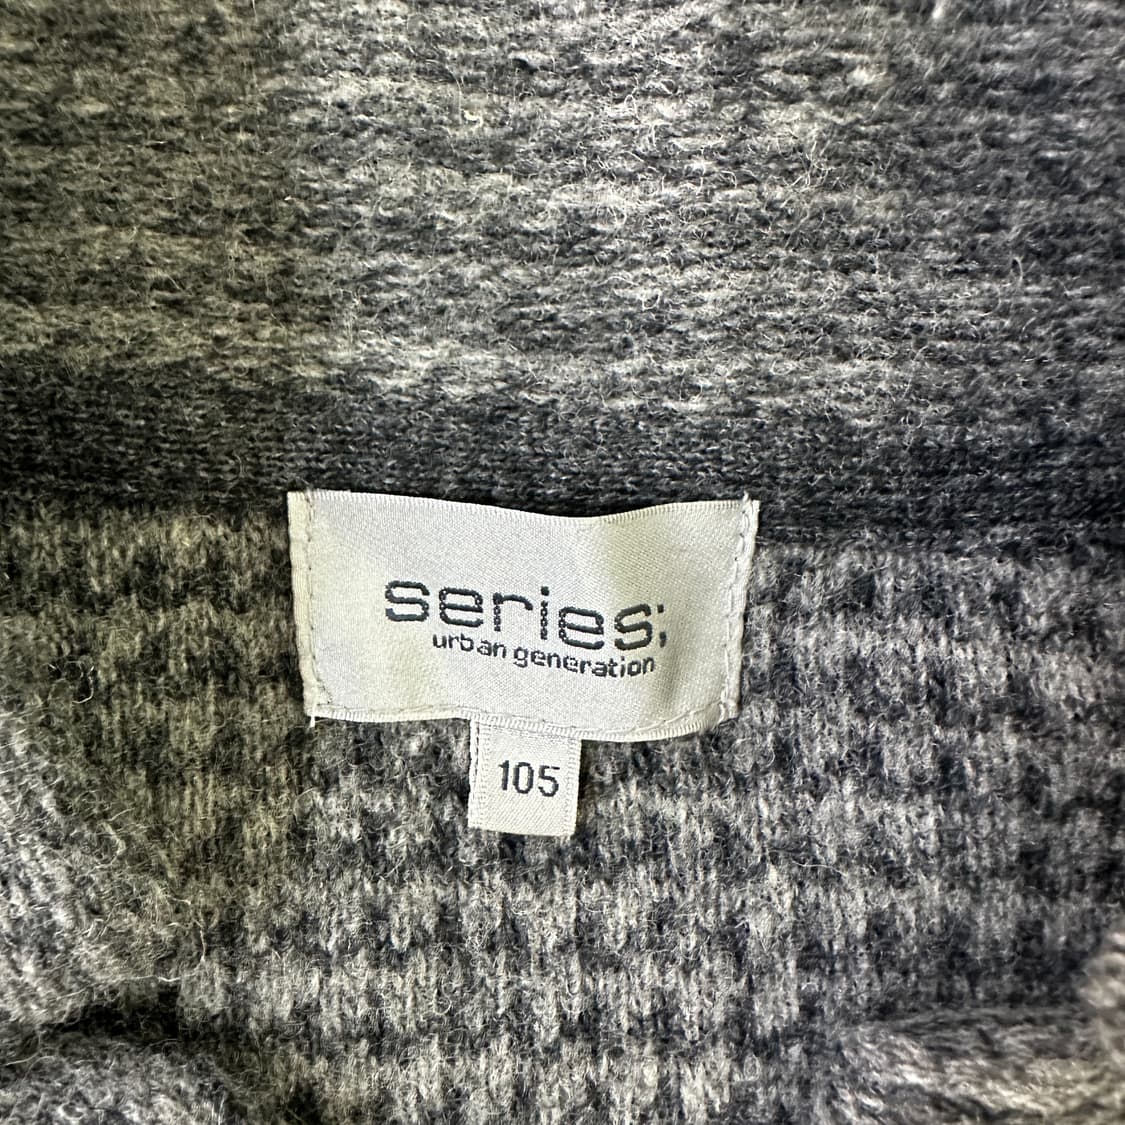 series;
urban generation
105